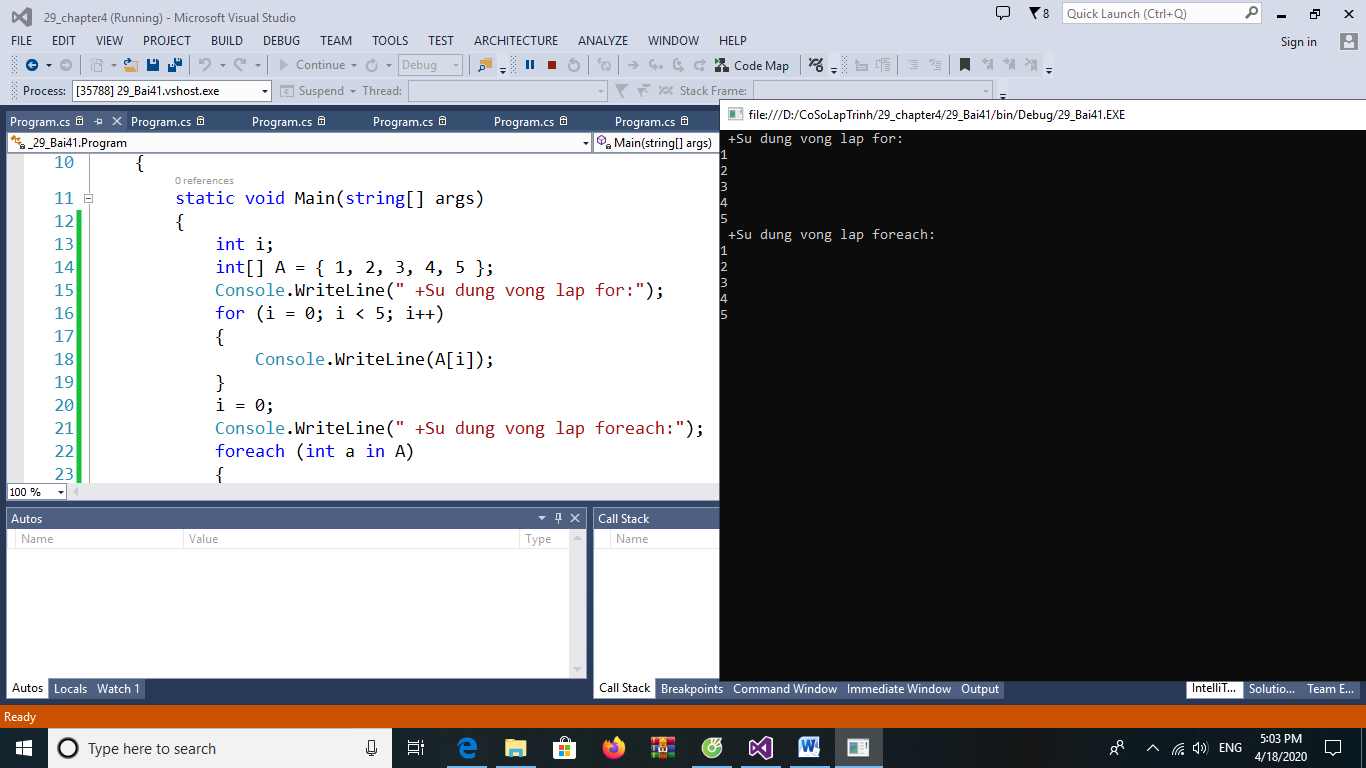 29_chapter4 (Running) - Microsoft Visual Studio
8
Quick Launch (Ctrl+Q)
FILE EDIT VIEW PROJECT BUILD DEBUG TEAM TOOLS TEST ARCHITECTURE ANALYZE WINDOW HELP
Sign in
Continue Debug Code Map
Process: [35788] 29_Bai41.vshost.exe Suspend Thread: Stack Frame:
Program.cs Program.cs Program.cs Program.cs Program.cs Program.cs
_29_Bai41.Program Main(string[] args)
10 {
0 references
11 static void Main(string[] args)
12 {
13 int i;
14 int[] A = { 1, 2, 3, 4, 5 };
15 Console.WriteLine(" +Su dung vong lap for:");
16 for (i = 0; i < 5; i++)
17 {
18 Console.WriteLine(A[i]);
19 }
20 i = 0;
21 Console.WriteLine(" +Su dung vong lap foreach:");
22 foreach (int a in A)
23 {
100 %
file:///D:/CoSoLapTrinh/29_chapter4/29_Bai41/bin/Debug/29_Bai41.EXE
+Su dung vong lap for:
1
2
3
4
5
+Su dung vong lap foreach:
1
2
3
4
5
Autos
Name Value Type
Call Stack
Name
Autos Locals Watch 1
Call Stack Breakpoints Command Window Immediate Window Output
IntelliT... Solutio... Team E...
Ready
Type here to search
ENG
5:03 PM
4/18/2020